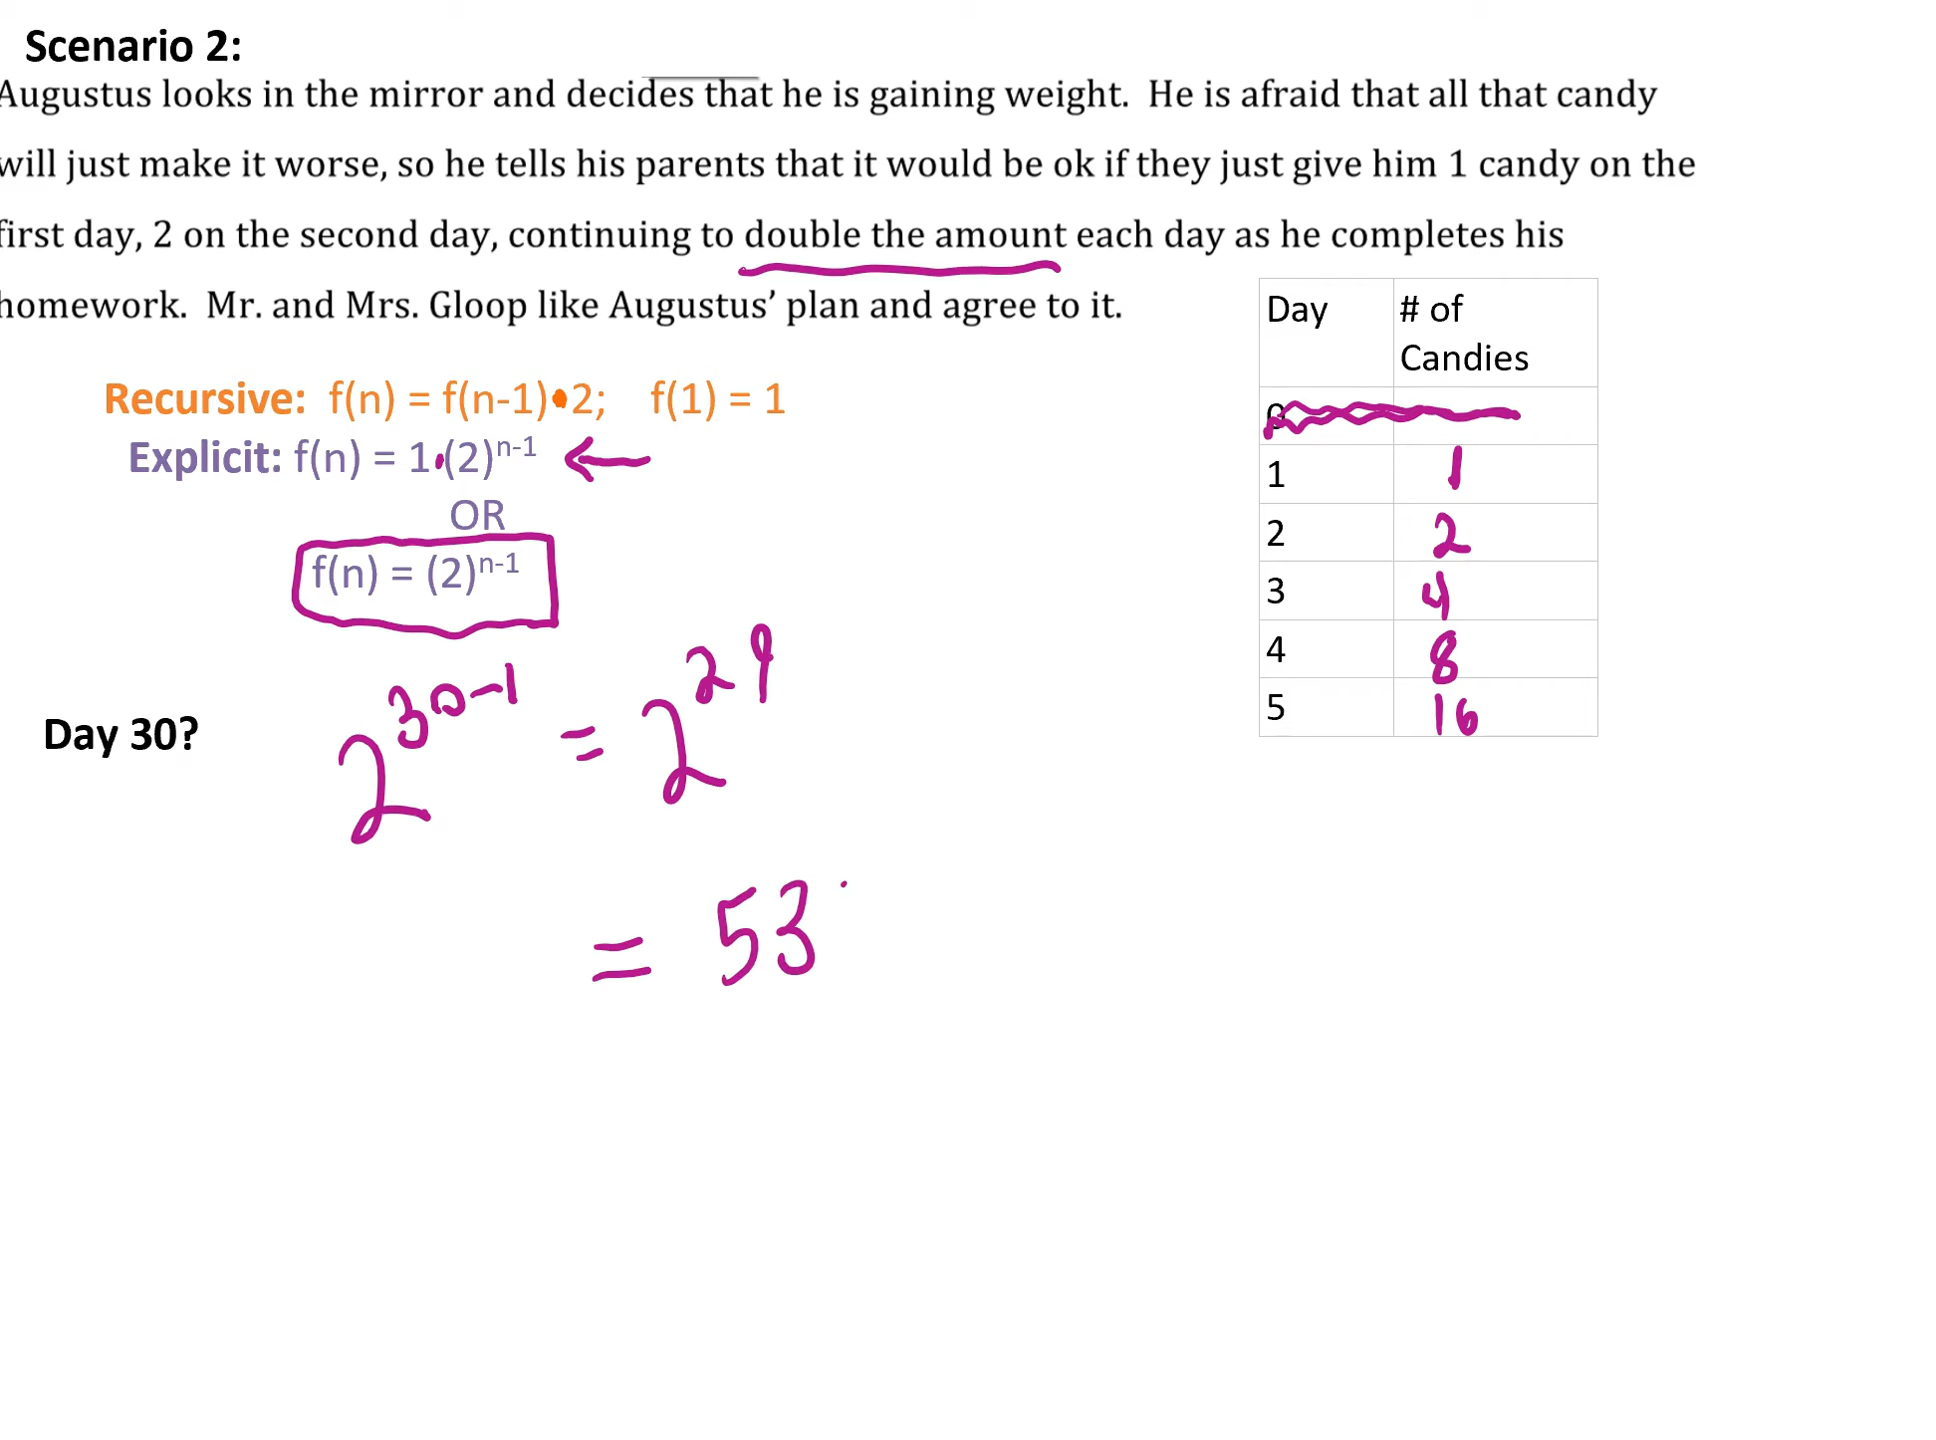 Scenario 2:
Augustus looks in the mirror and decides that he is gaining weight.  He is afraid that all that candy
will just make it worse, so he tells his parents that it would be ok if they just give him 1 candy on the
first day, 2 on the second day, continuing to double the amount each day as he completes his
homework.  Mr. and Mrs. Gloop like Augustus’ plan and agree to it.
Recursive:  f(n) = f(n-1)•2;    f(1) = 1
Explicit: f(n) = 1•(2)ⁿ⁻¹
OR
f(n) = (2)ⁿ⁻¹
Day 30?
2³⁰⁻¹ = 2²⁹
= 53
Day # of Candies
0
1 1
2 2
3 4
4 8
5 16